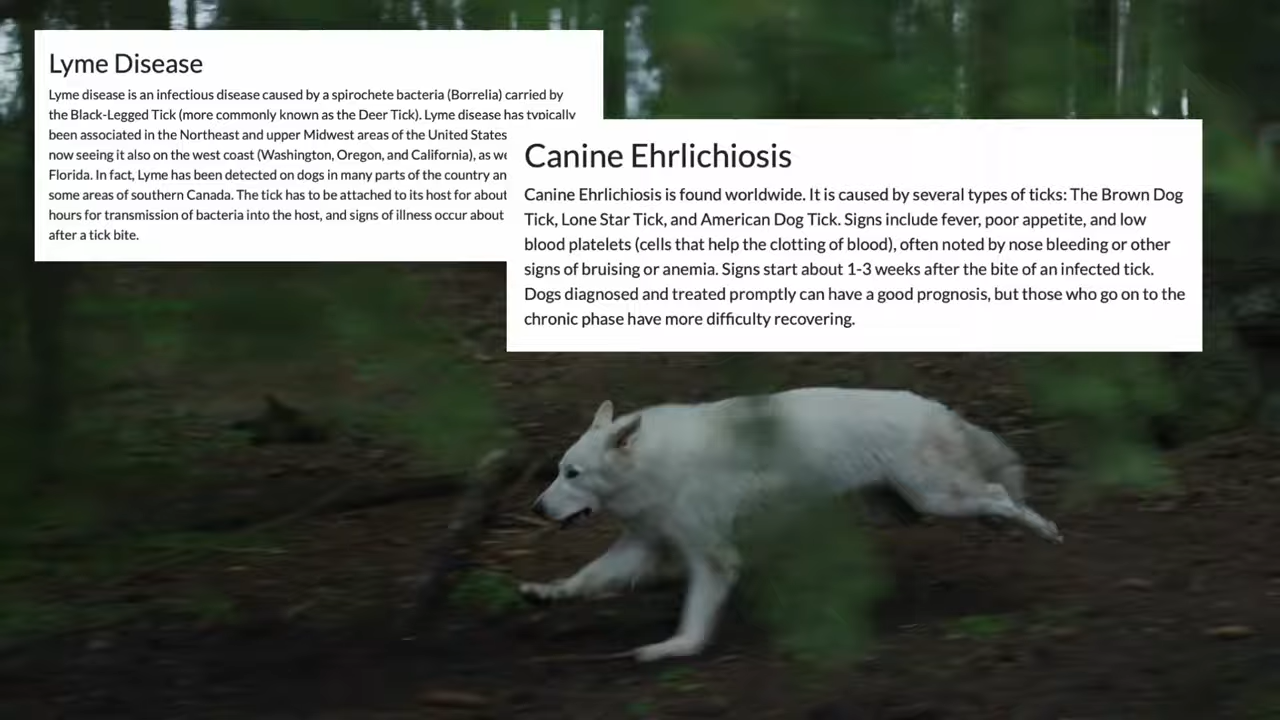 Lyme Disease
Lyme disease is an infectious disease caused by a spirochete bacteria (Borrelia) carried by
the Black-Legged Tick (more commonly known as the Deer Tick). Lyme disease has typically
been associated in the Northeast and upper Midwest areas of the United States
now seeing it also on the west coast (Washington, Oregon, and California), as
Florida. In fact, Lyme has been detected on dogs in many parts of the country
some areas of southern Canada. The tick has to be attached to its host for about
hours for transmission of bacteria into the host, and signs of illness occur about
after a tick bite.
Canine Ehrlichiosis
Canine Ehrlichiosis is found worldwide. It is caused by several types of ticks: The Brown Dog
Tick, Lone Star Tick, and American Dog Tick. Signs include fever, poor appetite, and low
blood platelets (cells that help the clotting of blood), often noted by nose bleeding or other
signs of bruising or anemia. Signs start about 1-3 weeks after the bite of an infected tick.
Dogs diagnosed and treated promptly can have a good prognosis, but those who go on to the
chronic phase have more difficulty recovering.